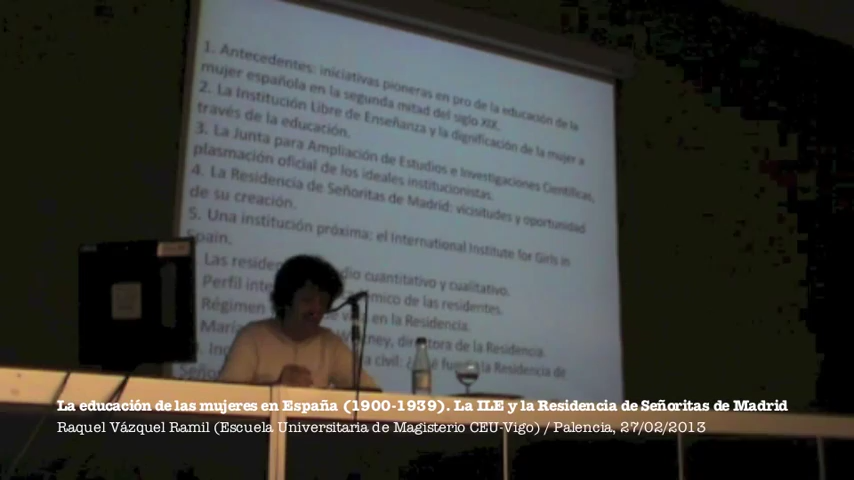 1. Antecedentes: iniciativas pioneras en pro de la educación de la
mujer española en la segunda mitad del siglo XIX.
2. La Institución Libre de Enseñanza y la dignificación de la mujer a
través de la educación.
3. La Junta para Ampliación de Estudios e Investigaciones Científicas,
plasmación oficial de los ideales institucionistas.
4. La Residencia de Señoritas de Madrid: vicisitudes y oportunidad
de su creación.
5. Una institución próxima: el International Institute for Girls in
Spain.
Las cuantitativo y cualitativo.
Perfil de las residentes.
Régimen en la Residencia.
María de la Residencia.
civil: la Residencia de
La educación de las mujeres en España (1900-1939). La ILE y la Residencia de Señoritas de Madrid
Raquel Vázquel Ramil (Escuela Universitaria de Magisterio CEU-Vigo) / Palencia, 27/02/2013